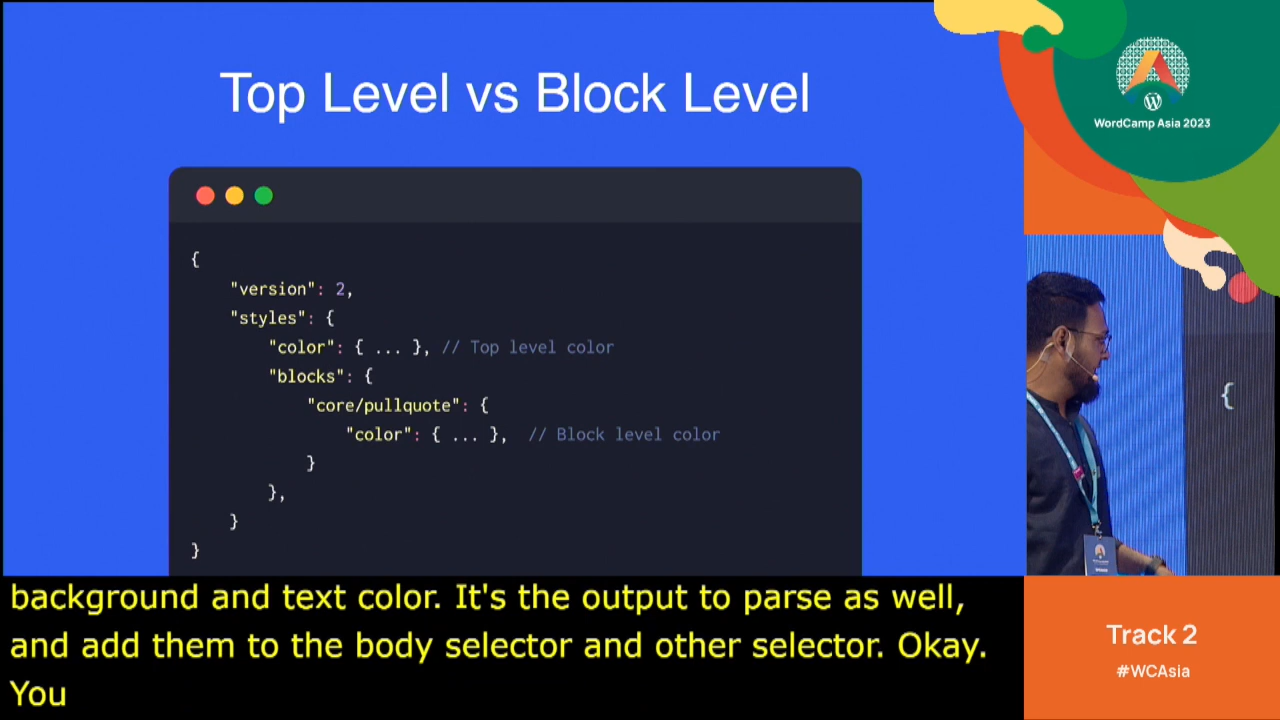 Top Level vs Block Level
{
"version": 2,
"styles": {
"color": { ... }, // Top level color
"blocks": {
"core/pullquote": {
"color": { ... },  // Block level color
}
},
}
}
background and text color. It's the output to parse as well,
and add them to the body selector and other selector. Okay.
You
WordCamp Asia 2023
{
Track 2
#WCAsia